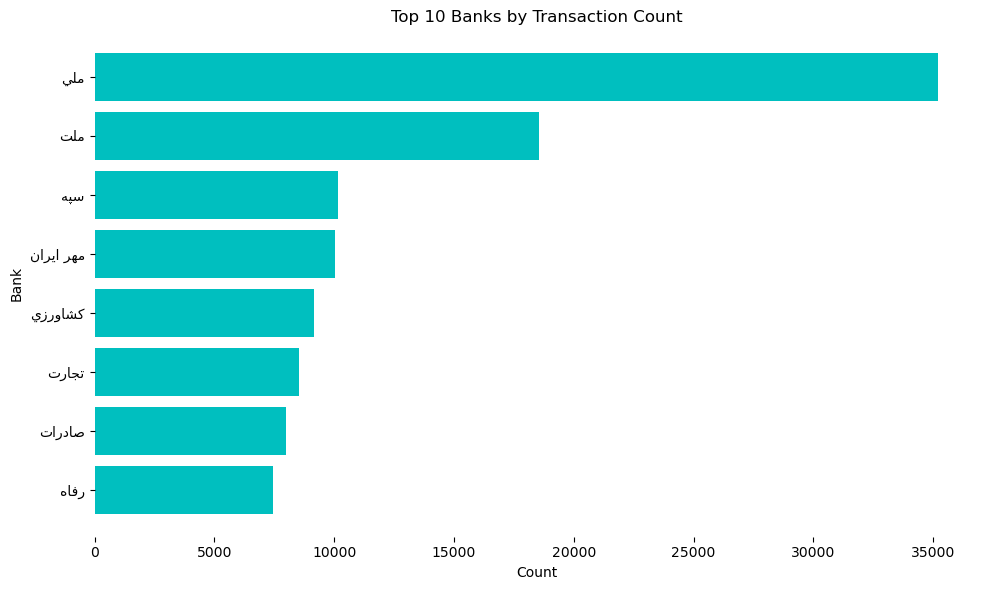 Top 10 Banks by Transaction Count
Bank
ملي
ملت
سپه
مهر ايران
كشاورزي
تجارت
صادرات
رفاه
0 5000 10000 15000 20000 25000 30000 35000
Count